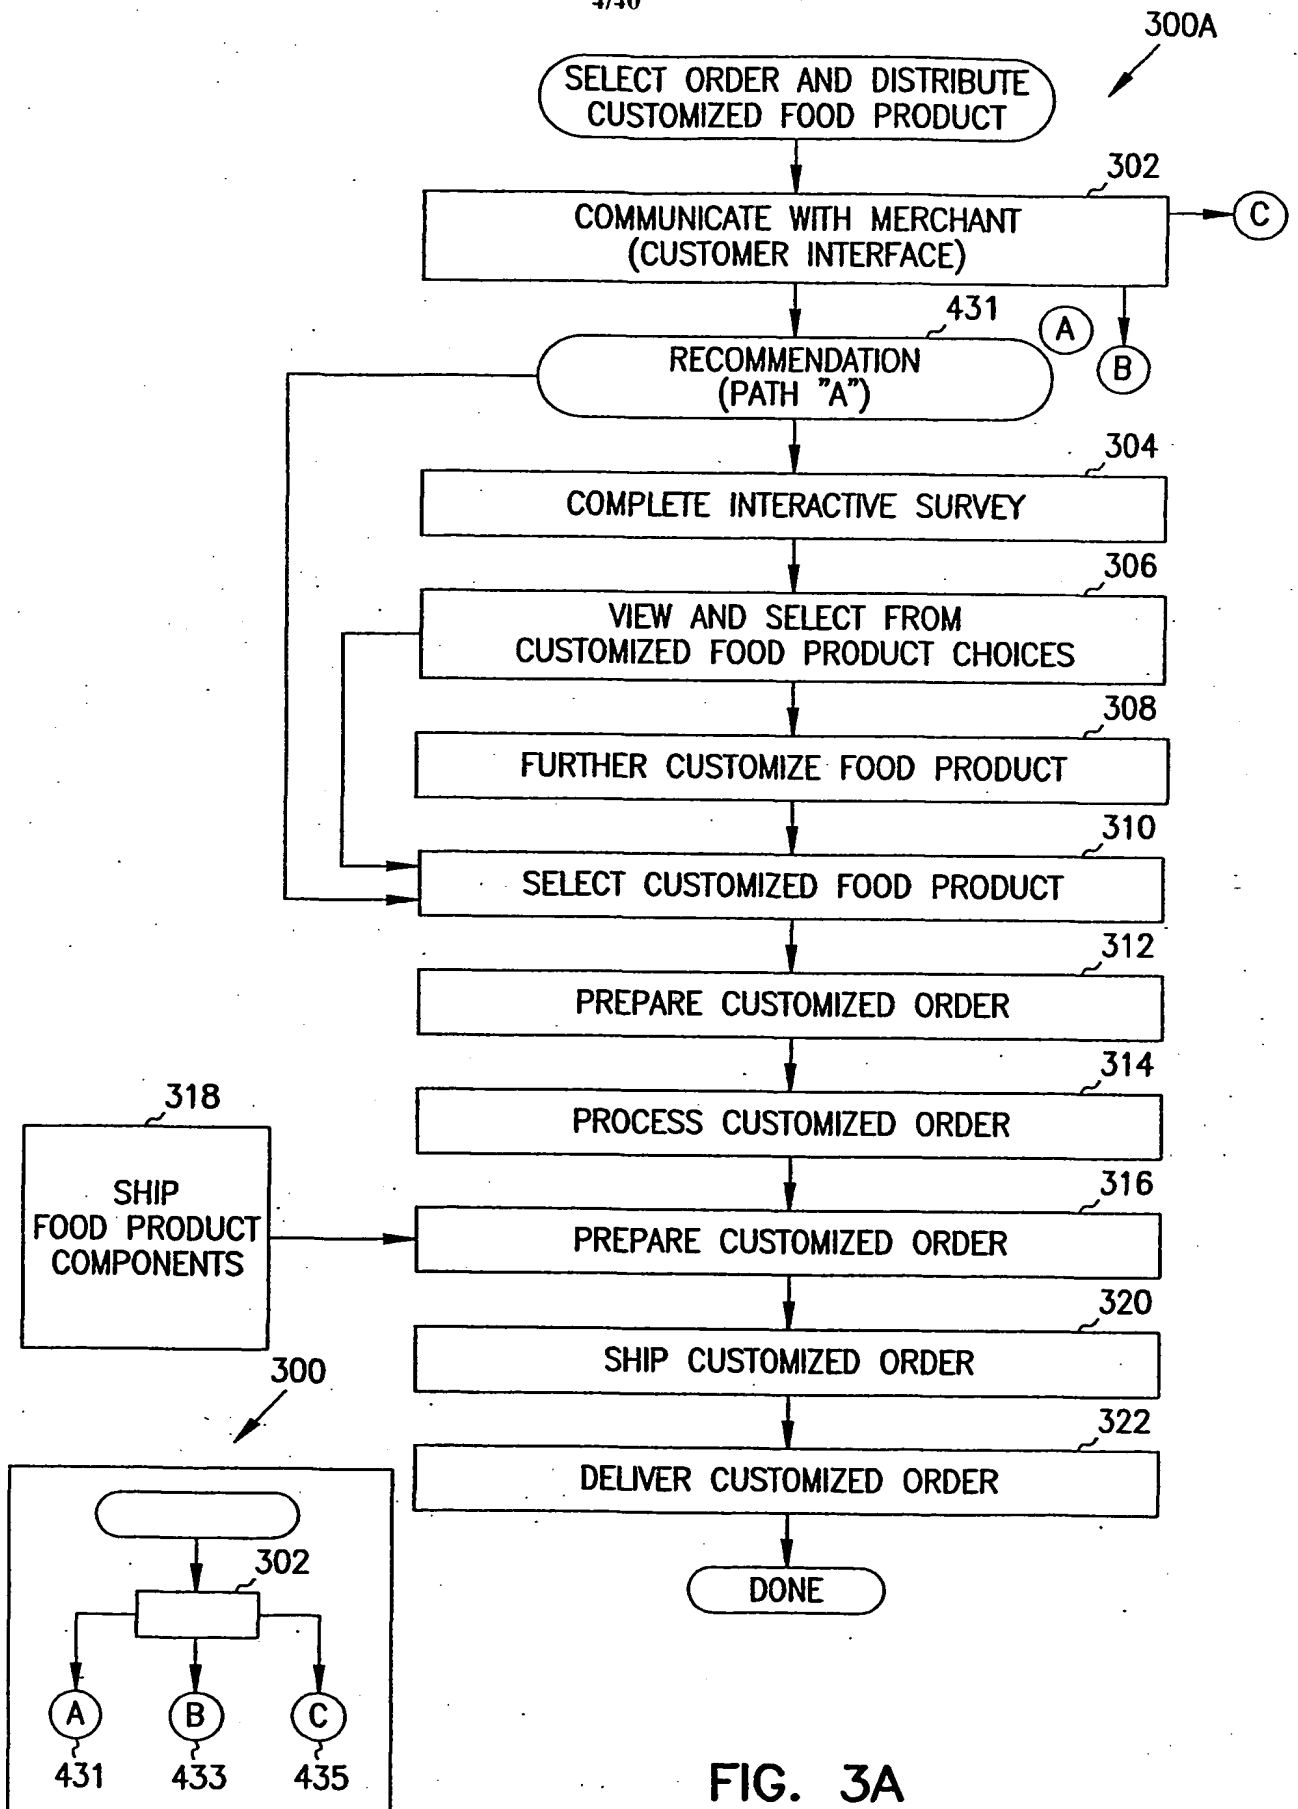 300A
SELECT ORDER AND DISTRIBUTE
CUSTOMIZED FOOD PRODUCT
302
COMMUNICATE WITH MERCHANT
(CUSTOMER INTERFACE)
C
431
A
B
RECOMMENDATION
(PATH "A")
304
COMPLETE INTERACTIVE SURVEY
306
VIEW AND SELECT FROM
CUSTOMIZED FOOD PRODUCT CHOICES
308
FURTHER CUSTOMIZE FOOD PRODUCT
310
SELECT CUSTOMIZED FOOD PRODUCT
312
PREPARE CUSTOMIZED ORDER
314
PROCESS CUSTOMIZED ORDER
318
SHIP
FOOD PRODUCT
COMPONENTS
316
PREPARE CUSTOMIZED ORDER
320
SHIP CUSTOMIZED ORDER
322
DELIVER CUSTOMIZED ORDER
DONE
300
302
A
B
C
431
433
435
FIG. 3A